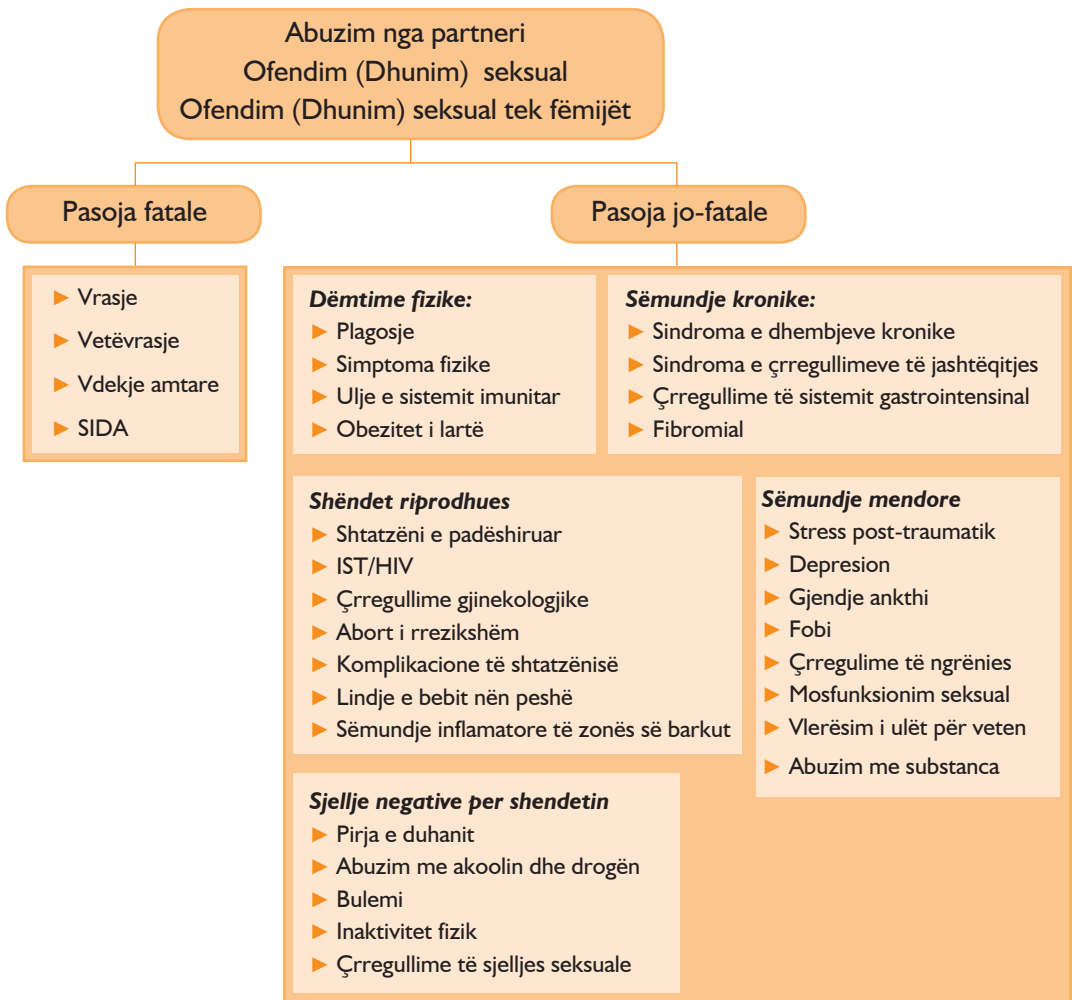 Abuzim nga partneri
Ofendim (Dhunim) seksual
Ofendim (Dhunim) seksual tek fëmijët
Pasoja fatale
Pasoja jo-fatale
► Vrasje
► Vetëvrasje
► Vdekje amtare
► SIDA
Dëmtime fizike:
► Plagosje
► Simptoma fizike
► Ulje e sistemit imunitar
► Obezitet i lartë
Sëmundje kronike:
► Sindroma e dhembjeve kronike
► Sindroma e çrregullimeve të jashtëqitjes
► Çrregullime të sistemit gastrointensinal
► Fibromial
Shëndet riprodhues
► Shtatzëni e padëshiruar
► IST/HIV
► Çrregullime gjinekologjike
► Abort i rrezikshëm
► Komplikacione të shtatzënisë
► Lindje e bebit nën peshë
► Sëmundje inflamatore të zonës së barkut
Sëmundje mendore
► Stress post-traumatik
► Depresion
► Gjendje ankthi
► Fobi
► Çrregulime të ngrënies
► Mosfunksionim seksual
► Vlerësim i ulët për veten
► Abuzim me substanca
Sjellje negative per shendetin
► Pirja e duhanit
► Abuzim me akoolin dhe drogën
► Bulemi
► Inaktivitet fizik
► Çrregullime të sjelljes seksuale